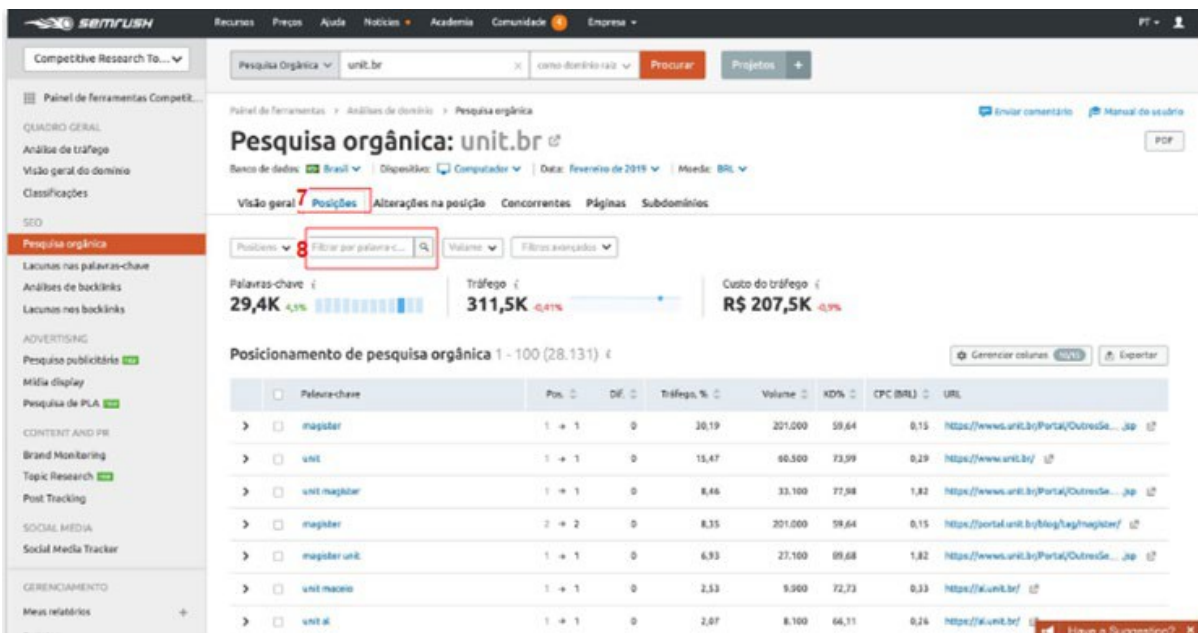 SEMRUSH Recursos Preços Ajuda Notícias Academia Comunidade 4 Empresa PT
Competitive Research To... Pesquisa Orgânica unit.br × como domínio raiz Procurar Projetos +
Painel de ferramentas Competit...
QUADRO GERAL
Análise de tráfego
Visão geral do domínio
Classificações
SEO
Pesquisa orgânica
Lacunas nas palavras-chave
Análises de backlinks
Lacunas nos backlinks
ADVERTISING
Pesquisa publicitária
Mídia display
Pesquisa de PLA
CONTENT AND PR
Brand Monitoring
Topic Research
Post Tracking
SOCIAL MEDIA
Social Media Tracker
GERENCIAMENTO
Meus relatórios +
Painel de ferramentas > Análises de domínio > Pesquisa orgânica Enviar comentário Manual do usuário
Pesquisa orgânica: unit.br PDF
Banco de dados: Brasil Dispositivo: Computador Data: fevereiro de 2019 Moeda: BRL
Visão geral 7 Posições Alterações na posição Concorrentes Páginas Subdomínios
Positions 8 Filtrar por palavra-c... Volume Filtros avançados
Palavras-chave i Tráfego i Custo do tráfego i
29,4K 4,5% 311,5K -0,41% R$ 207,5K -0,9%
Posicionamento de pesquisa orgânica 1 - 100 (28.131) i Gerenciar colunas Exportar
Palavra-chave Pos. Dif. Tráfego, % Volume KD% CPC (BRL) URL
magister 1 → 1 0 30,19 201.000 59,64 0,15 https://wwws.unit.br/Portal/OutrosSe... .jsp
unit 1 → 1 0 15,47 60.500 73,99 0,29 https://www.unit.br/
unit magister 1 → 1 0 8,46 33.100 77,98 1,82 https://wwws.unit.br/Portal/OutrosSe... .jsp
magister 2 → 2 0 8,35 201.000 59,64 0,15 https://portal.unit.br/blog/tag/magister/
magister unit 1 → 1 0 6,93 27.100 89,68 1,82 https://wwws.unit.br/Portal/OutrosSe... .jsp
unit maceio 1 → 1 0 2,53 9.900 72,73 0,33 https://al.unit.br/
unit al 1 → 1 0 2,07 8.100 66,11 0,26 https://al.unit.br/
Have a Suggestion? ×